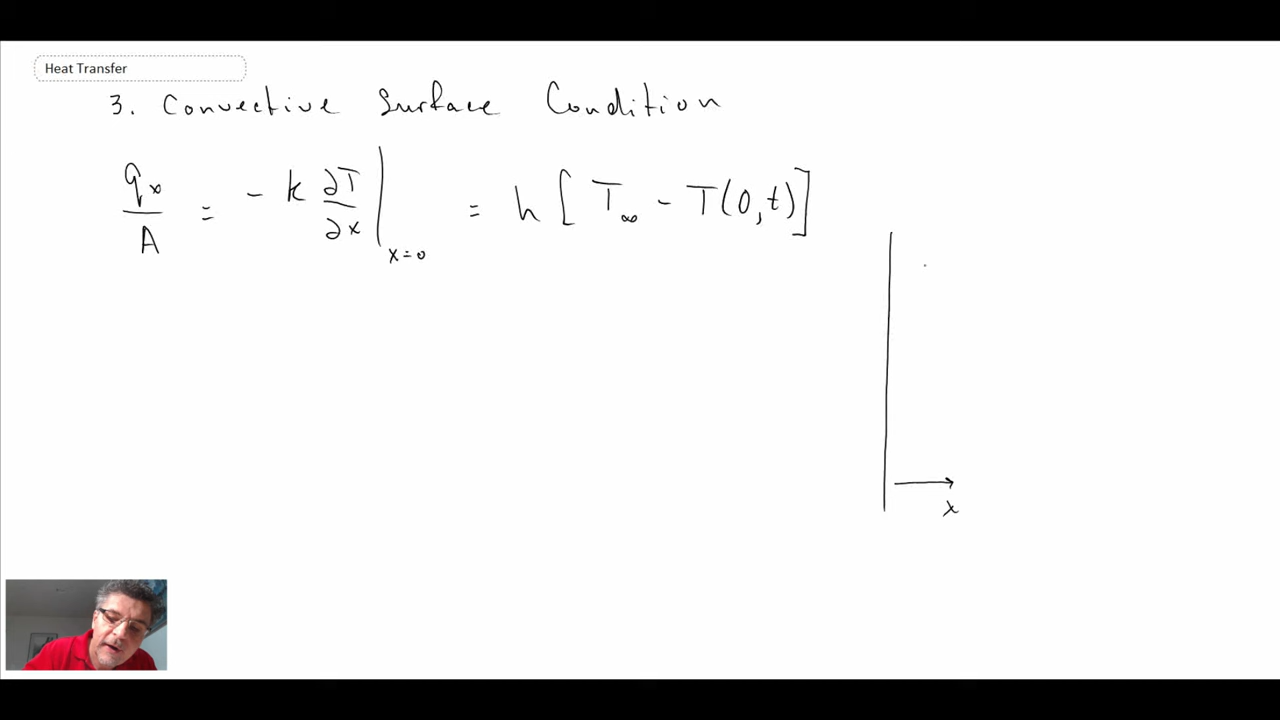 Heat Transfer
3. Convective Surface Condition
qx/A = -k ∂T/∂x |x=0 = h[T∞ - T(0,t)]
x